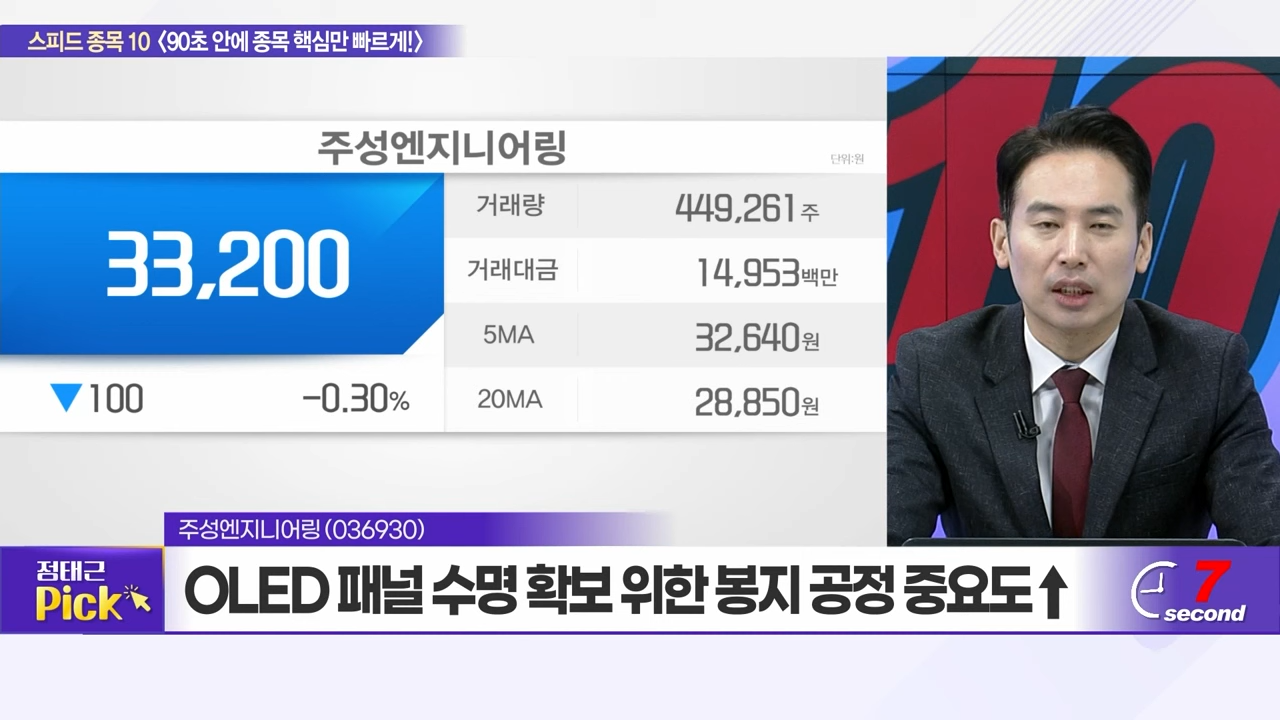 스피드 종목 10 〈90초 안에 종목 핵심만 빠르게!〉
주성엔지니어링
단위:원
33,200
▼100 -0.30%
거래량 449,261주
거래대금 14,953백만
5MA 32,640원
20MA 28,850원
10
주성엔지니어링(036930)
정태근
Pick
OLED 패널 수명 확보 위한 봉지 공정 중요도↑
7
second